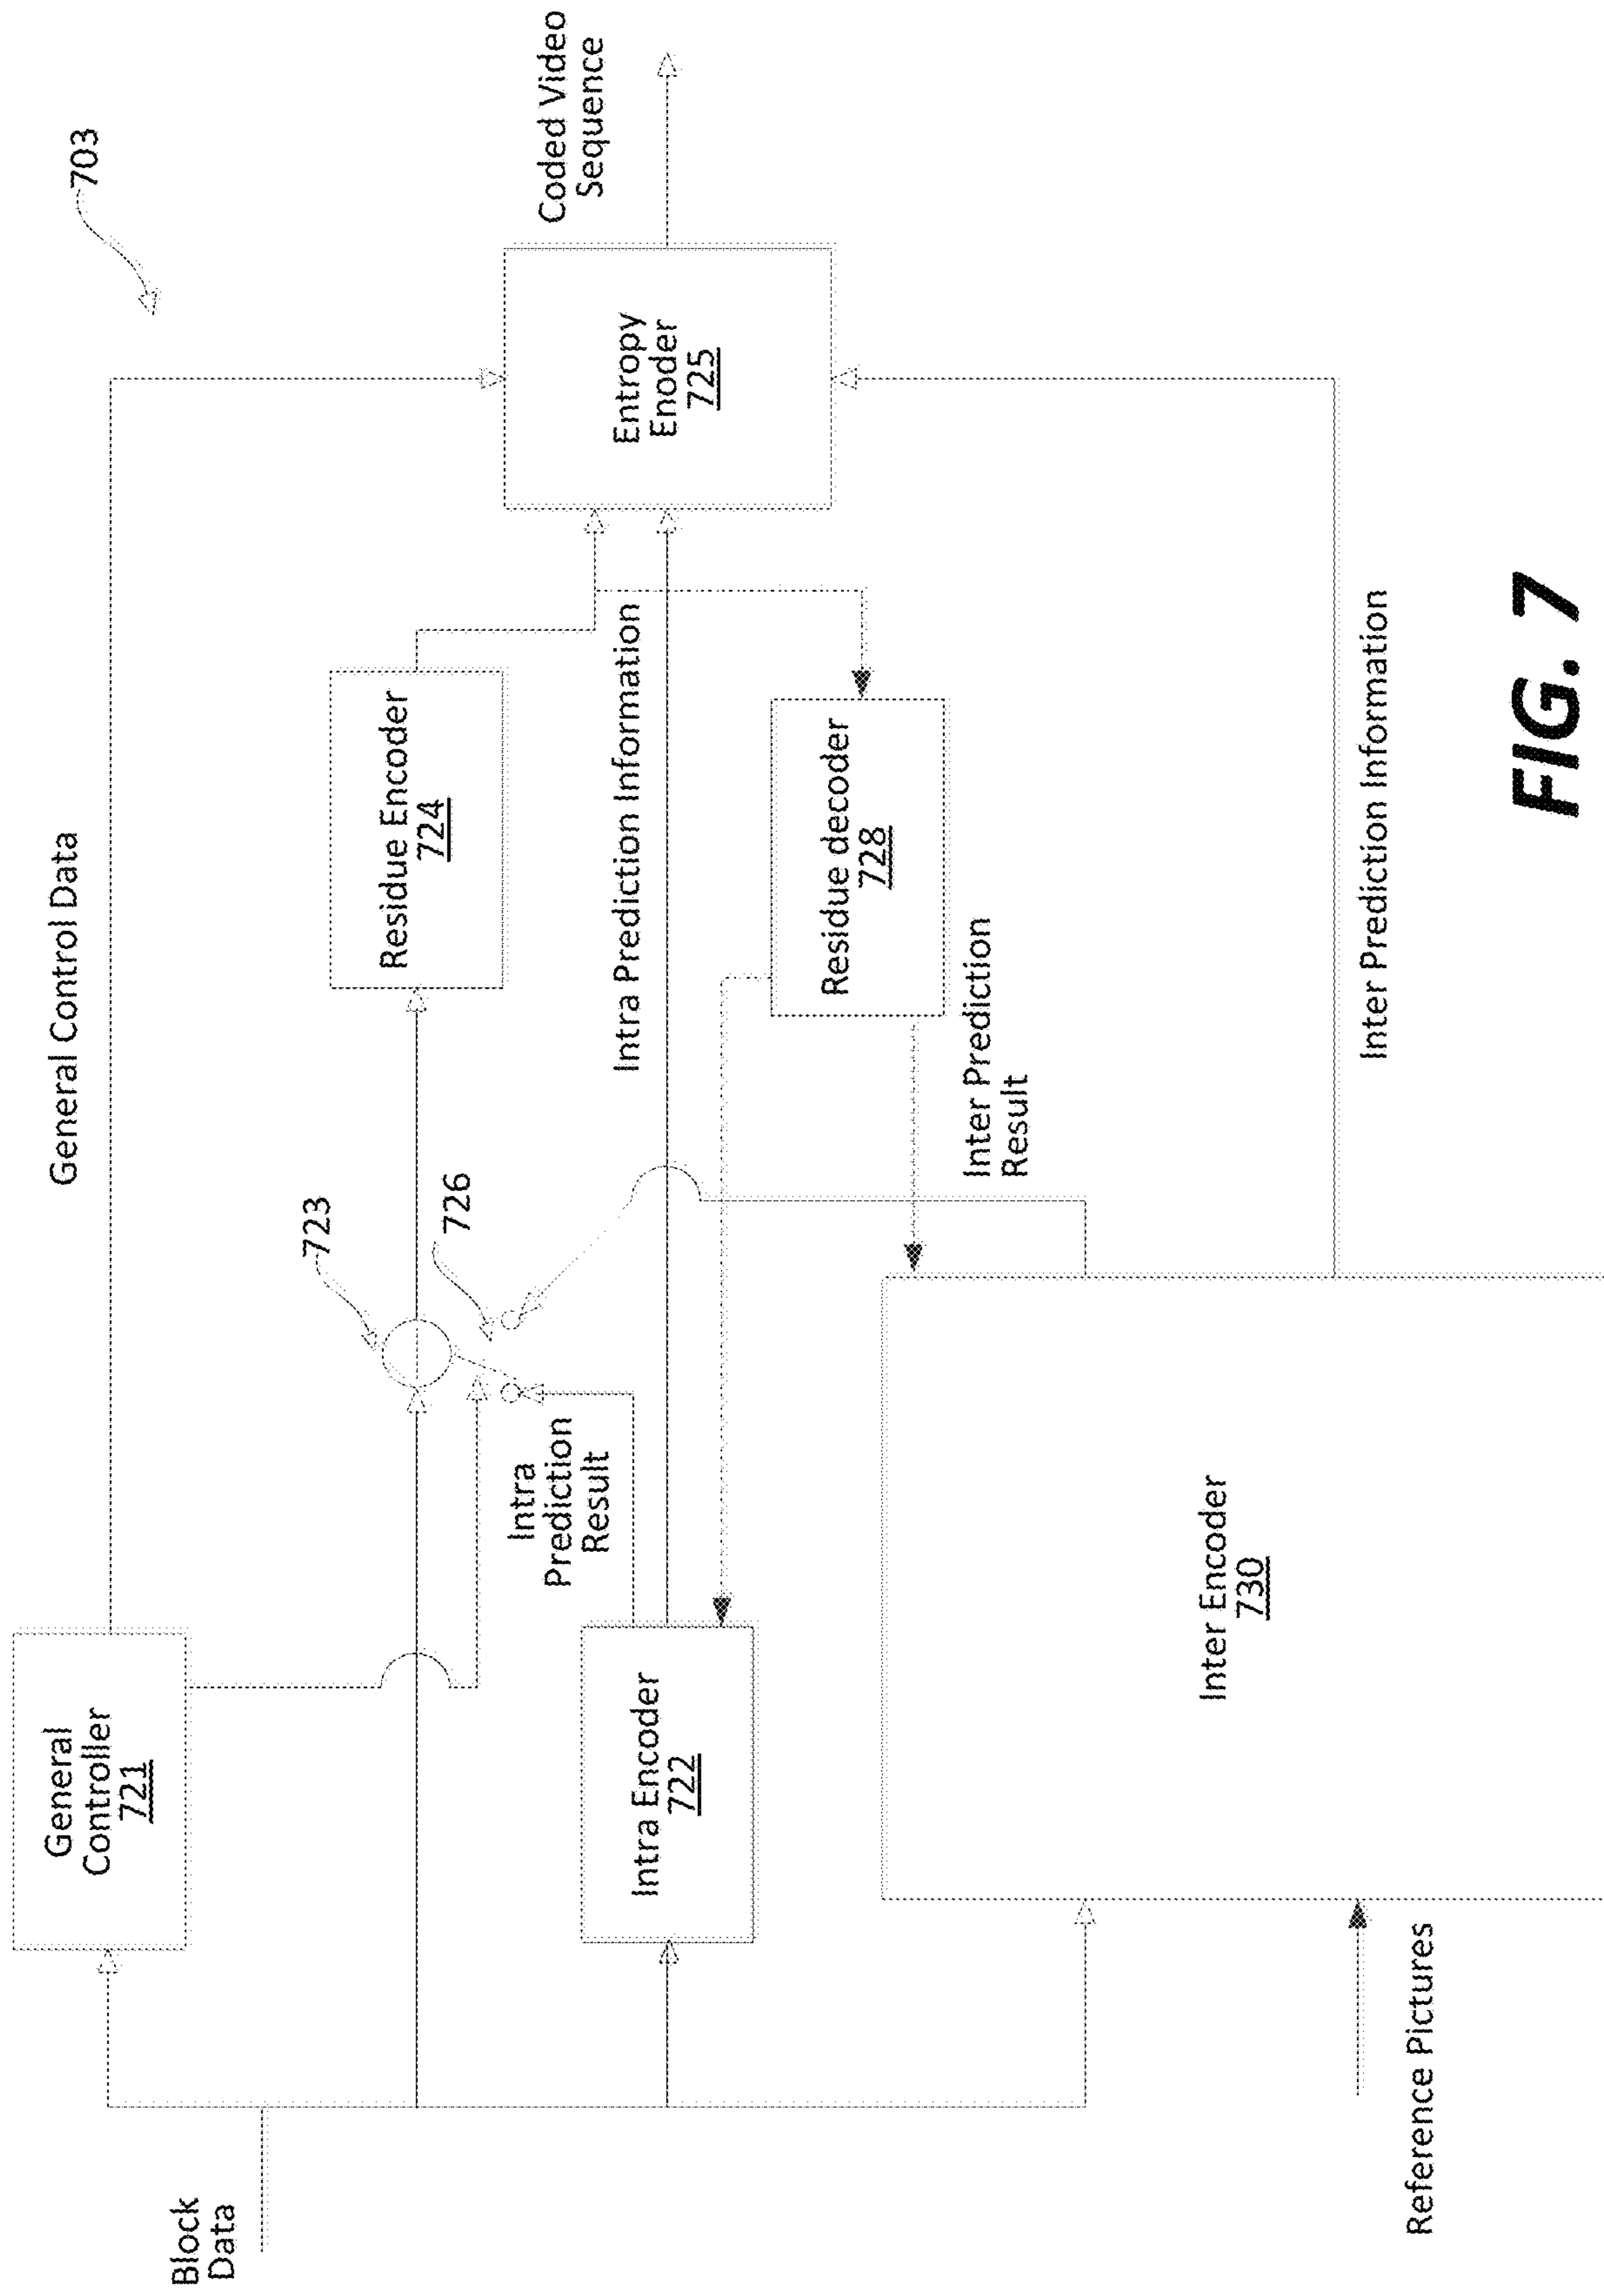 703
General Control Data
General
Controller
721
Block
Data
723
726
Residue Encoder
724
Coded Video
Sequence
Entropy
Enoder
725
Intra
Prediction
Result
Intra Prediction Information
Intra Encoder
722
Residue decoder
728
Inter Prediction
Result
Inter Encoder
730
Inter Prediction Information
Reference Pictures
FIG. 7